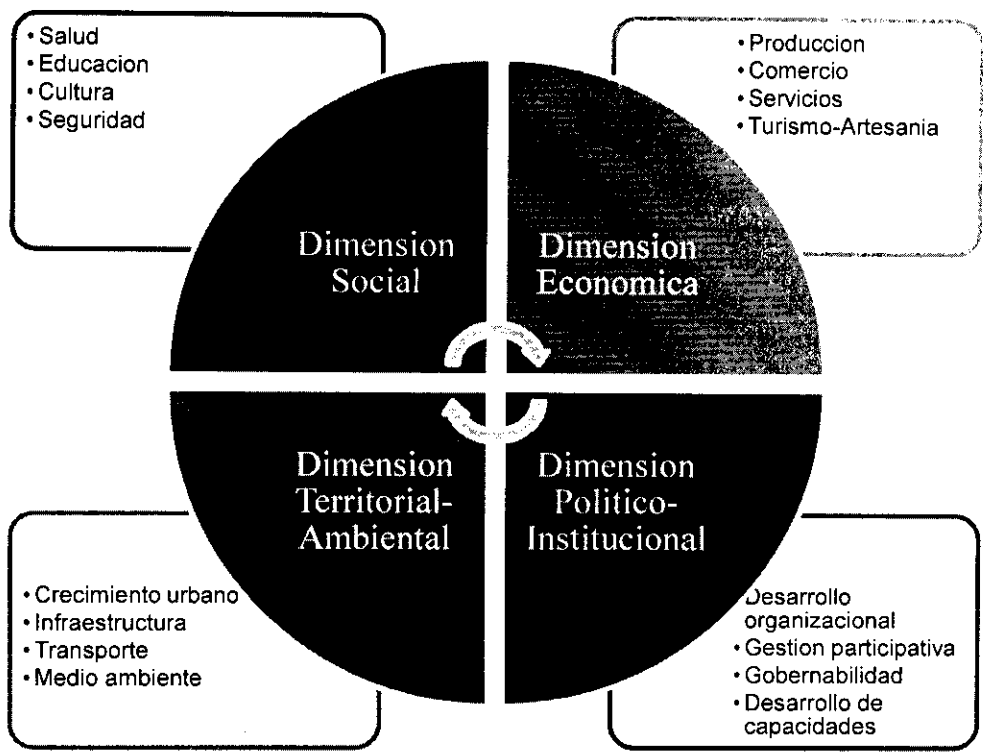 • Salud
• Educacion
• Cultura
• Seguridad
• Produccion
• Comercio
• Servicios
• Turismo-Artesania
Dimension
Social
Dimension
Economica
Dimension
Territorial-
Ambiental
Dimension
Politico-
Institucional
• Crecimiento urbano
• Infraestructura
• Transporte
• Medio ambiente
Desarrollo
organizacional
• Gestion participativa
• Gobernabilidad
• Desarrollo de
capacidades